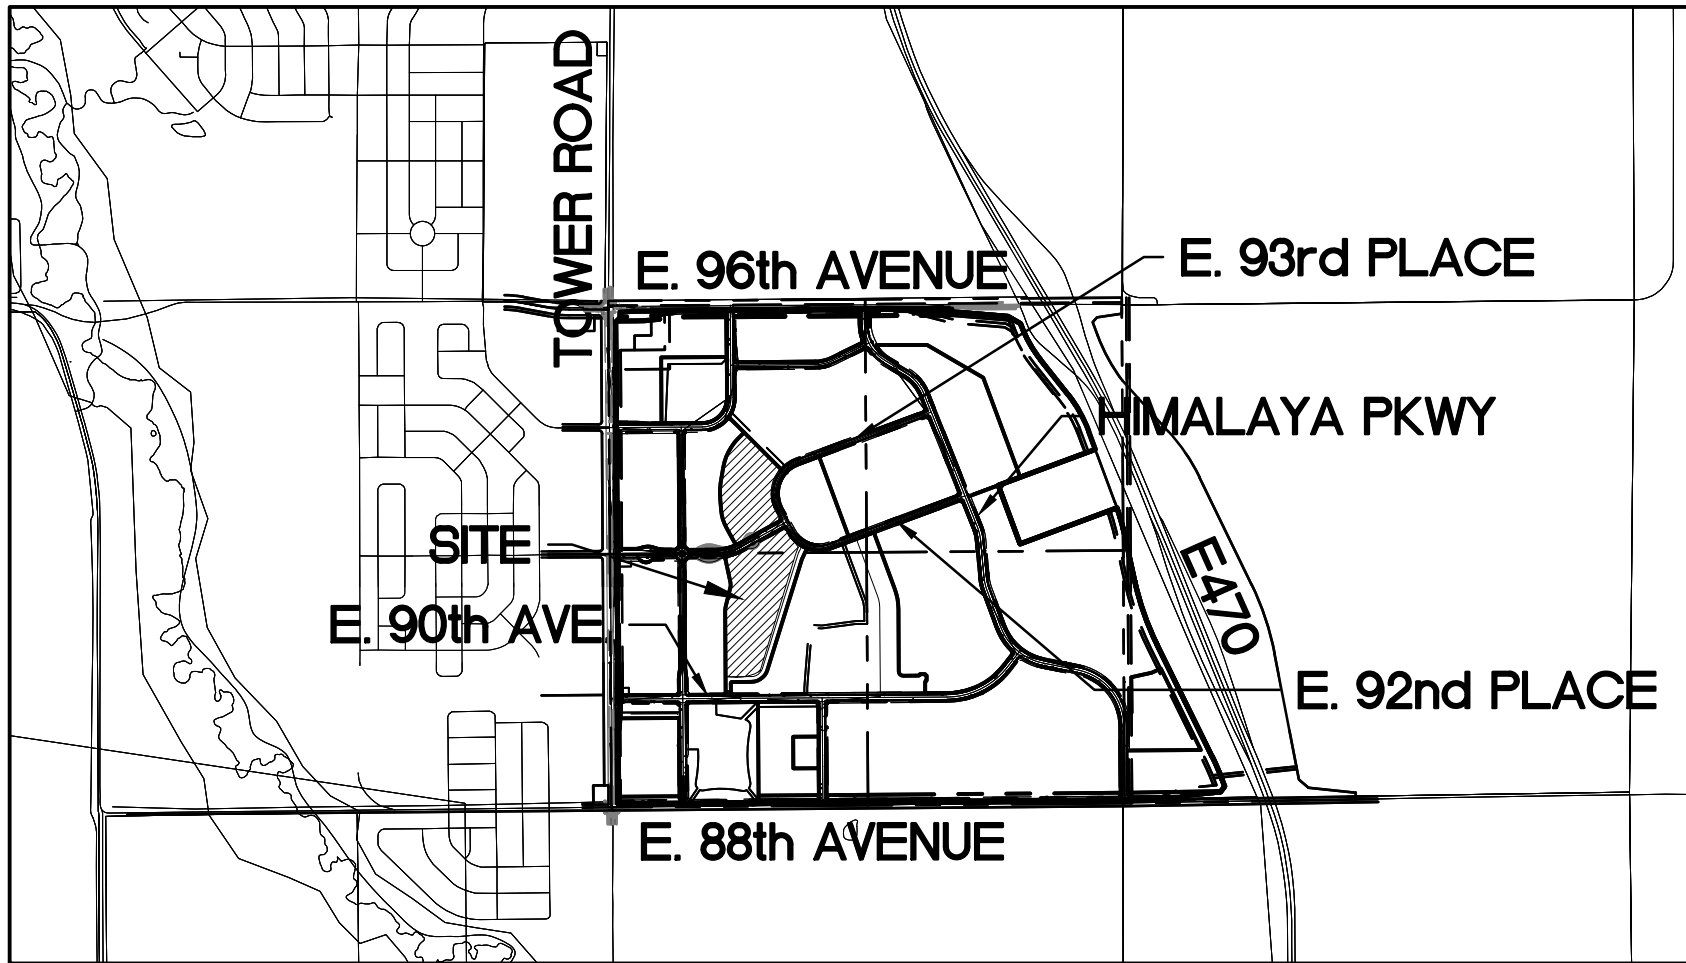 TOWER ROAD
E. 96th AVENUE
E. 93rd PLACE
HIMALAYA PKWY
SITE
E470
E. 90th AVE.
E. 92nd PLACE
E. 88th AVENUE